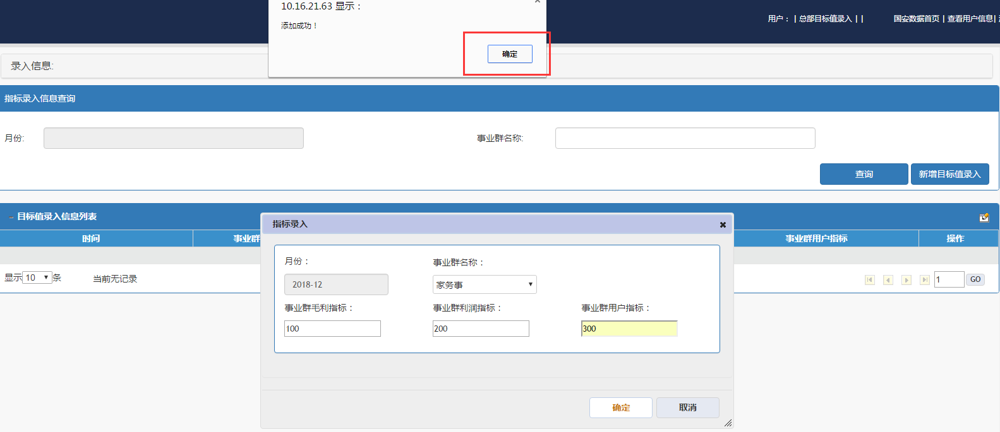 10.16.21.63 显示：
添加成功！
确定
用户： | 总部目标值录入 | |
国安数据首页 | 查看用户信息|
录入信息:
指标录入信息查询
月份:
事业群名称:
查询
新增目标值录入
目标值录入信息列表
时间
事业群
事业群用户指标
操作
显示 10 条
当前无记录
1
GO
指标录入
月份：
事业群名称：
2018-12
家务事
事业群毛利指标：
事业群利润指标：
事业群用户指标：
100
200
300
确定
取消